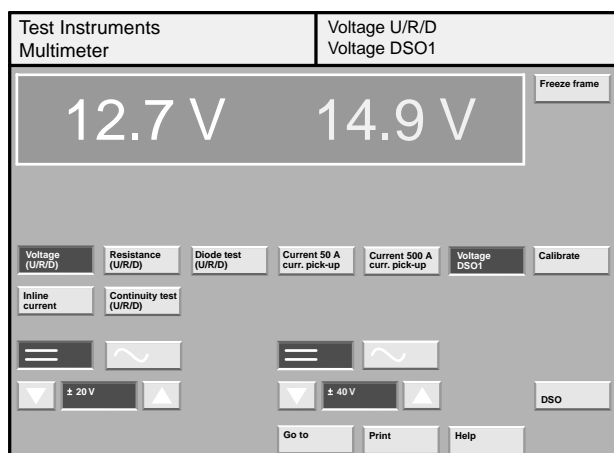 Test Instruments
Multimeter
Voltage U/R/D
Voltage DSO1
12.7 V
14.9 V
Freeze frame
Voltage
(U/R/D)
Resistance
(U/R/D)
Diode test
(U/R/D)
Current 50 A
curr. pick-up
Current 500 A
curr. pick-up
Voltage
DSO1
Calibrate
Inline
current
Continuity test
(U/R/D)
± 20 V
± 40 V
DSO
Go to
Print
Help